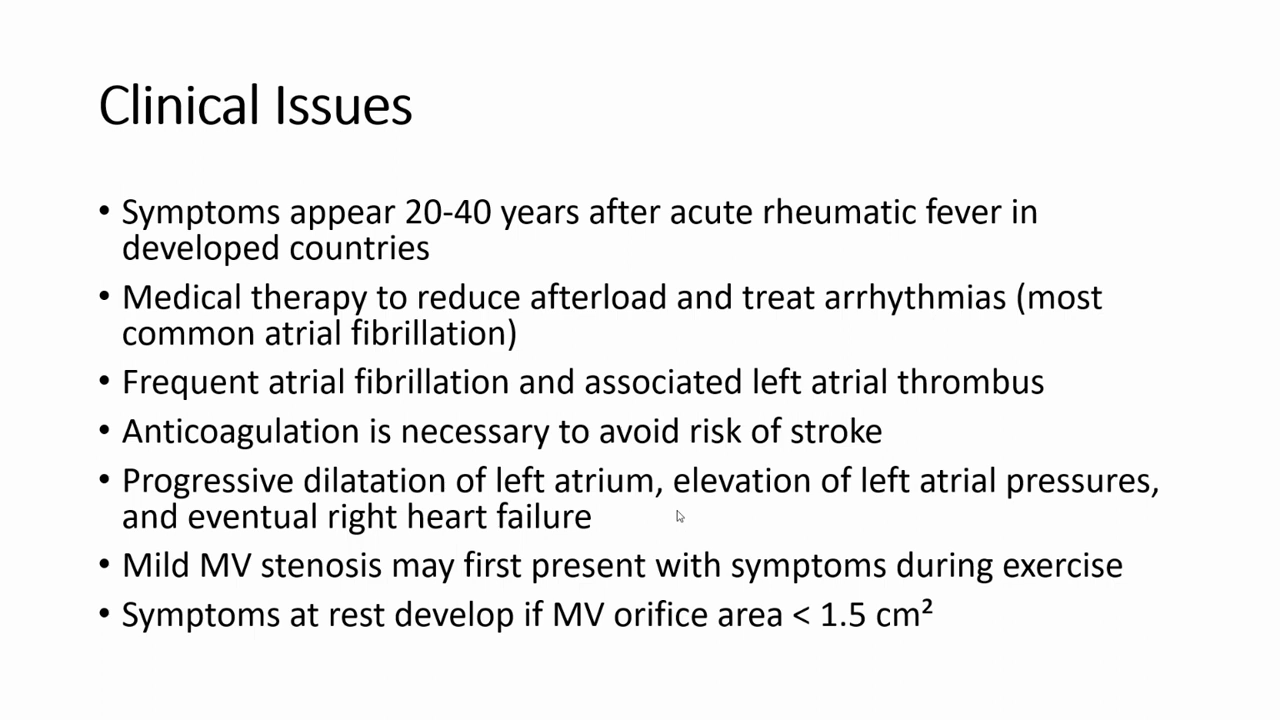 Clinical Issues
• Symptoms appear 20-40 years after acute rheumatic fever in
developed countries
• Medical therapy to reduce afterload and treat arrhythmias (most
common atrial fibrillation)
• Frequent atrial fibrillation and associated left atrial thrombus
• Anticoagulation is necessary to avoid risk of stroke
• Progressive dilatation of left atrium, elevation of left atrial pressures,
and eventual right heart failure
• Mild MV stenosis may first present with symptoms during exercise
• Symptoms at rest develop if MV orifice area < 1.5 cm²